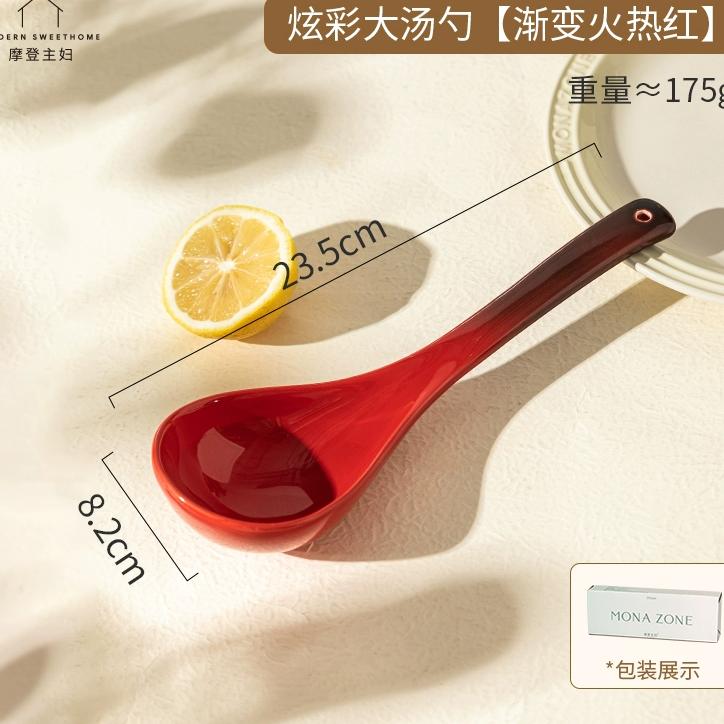 DERN SWEETHOME
摩登主妇
炫彩大汤勺【渐变火热红】
重量≈175g
23.5cm
8.2cm
MONA ZONE
*包装展示